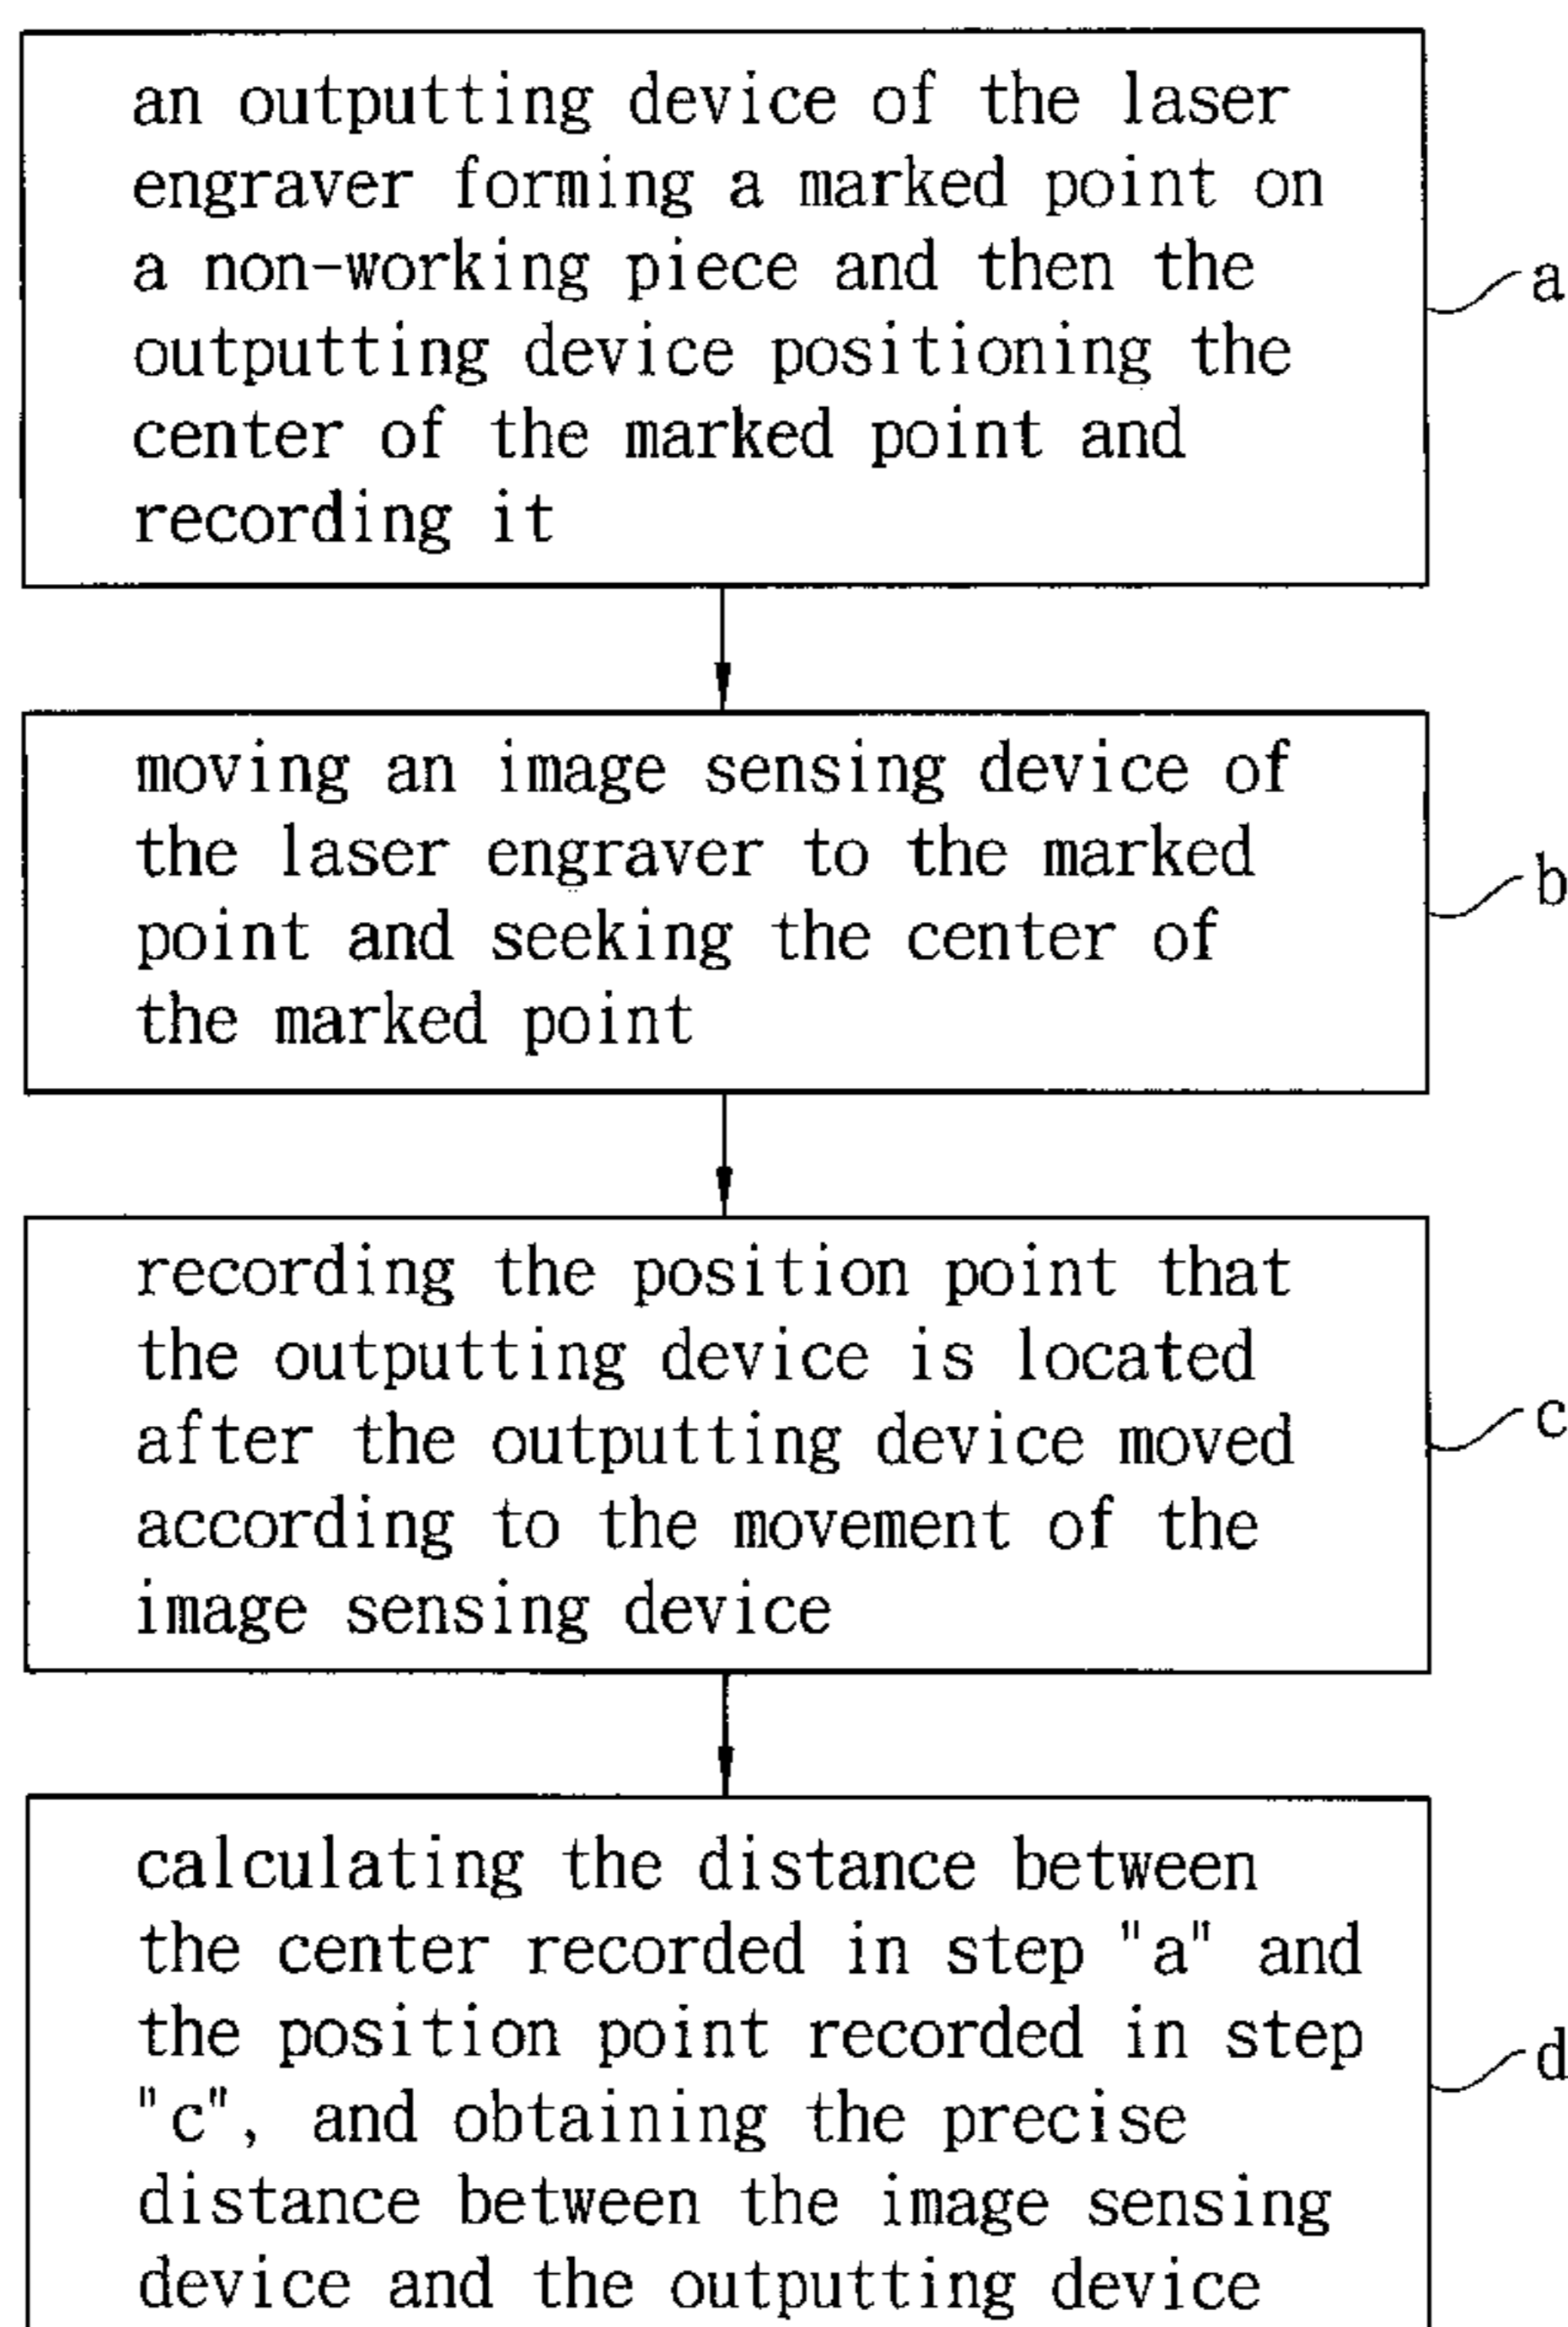 an outputting device of the laser
engraver forming a marked point on
a non-working piece and then the
outputting device positioning the
center of the marked point and
recording it
a
moving an image sensing device of
the laser engraver to the marked
point and seeking the center of
the marked point
b
recording the position point that
the outputting device is located
after the outputting device moved
according to the movement of the
image sensing device
c
calculating the distance between
the center recorded in step "a" and
the position point recorded in step
"c", and obtaining the precise
distance between the image sensing
device and the outputting device
d